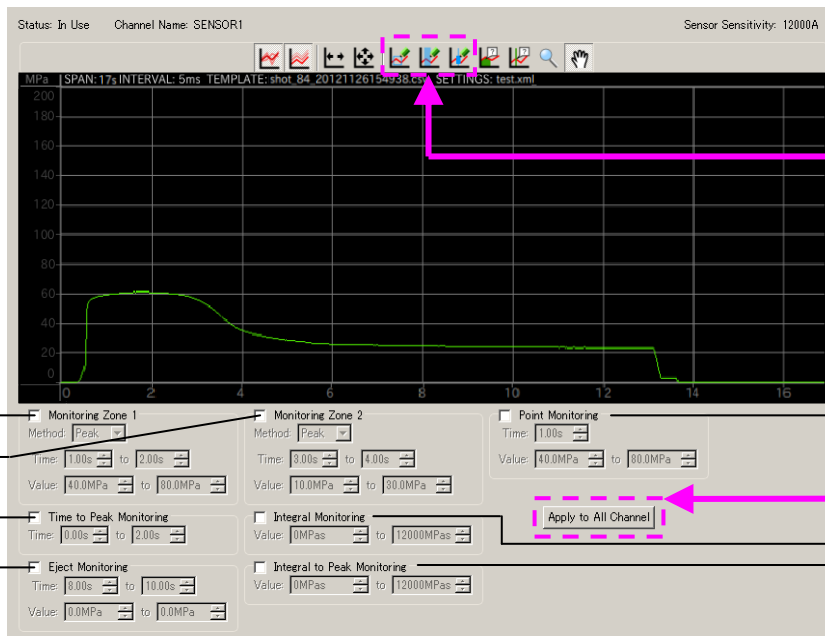 Status: In Use Channel Name: SENSOR1 Sensor Sensitivity: 12000A
MPa SPAN: 17s INTERVAL: 5ms TEMPLATE: shot_84_20121126154938.csv SETTINGS: test.xml
200
180
160
140
120
100
80
60
40
20
0
0 2 4 6 8 10 12 14 16
Monitoring Zone 1
Method: Peak
Time: 1.00s to 2.00s
Value: 40.0MPa to 80.0MPa
Monitoring Zone 2
Method: Peak
Time: 3.00s to 4.00s
Value: 10.0MPa to 30.0MPa
Point Monitoring
Time: 1.00s
Value: 40.0MPa to 80.0MPa
Time to Peak Monitoring
Time: 0.00s to 2.00s
Integral Monitoring
Value: 0MPas to 12000MPas
Apply to All Channel
Eject Monitoring
Time: 8.00s to 10.00s
Value: 0.0MPa to 0.0MPa
Integral to Peak Monitoring
Value: 0MPas to 12000MPas